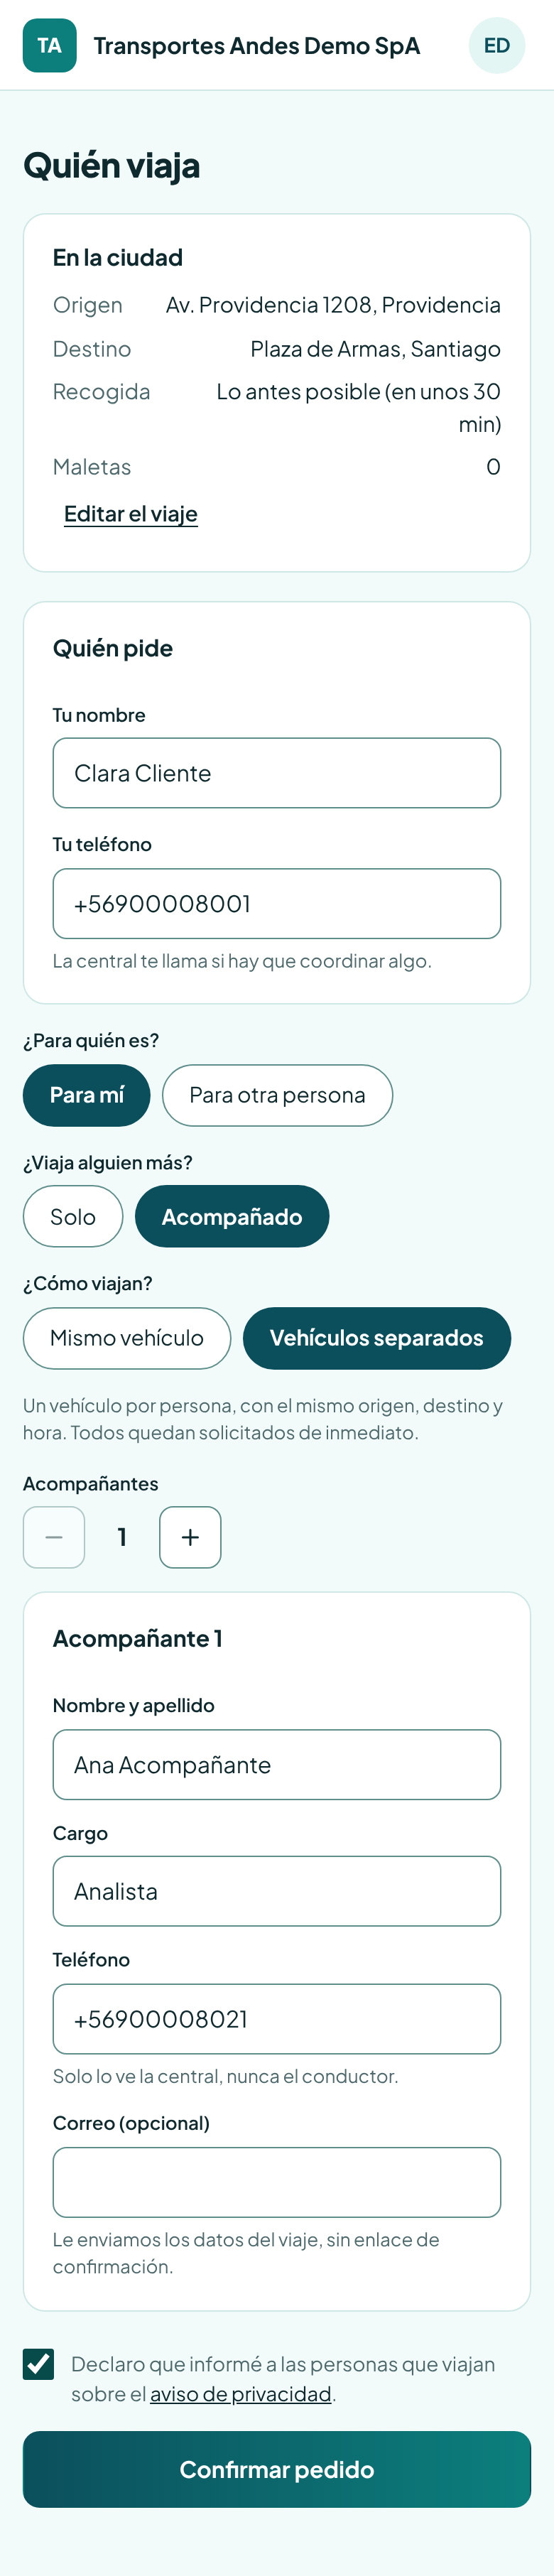 TA Transportes Andes Demo SpA ED
Quién viaja
En la ciudad
Origen Av. Providencia 1208, Providencia
Destino Plaza de Armas, Santiago
Recogida Lo antes posible (en unos 30
min)
Maletas 0
Editar el viaje
Quién pide
Tu nombre
Clara Cliente
Tu teléfono
+56900008001
La central te llama si hay que coordinar algo.
¿Para quién es?
Para mí Para otra persona
¿Viaja alguien más?
Solo Acompañado
¿Cómo viajan?
Mismo vehículo Vehículos separados
Un vehículo por persona, con el mismo origen, destino y
hora. Todos quedan solicitados de inmediato.
Acompañantes
− 1 +
Acompañante 1
Nombre y apellido
Ana Acompañante
Cargo
Analista
Teléfono
+56900008021
Solo lo ve la central, nunca el conductor.
Correo (opcional)
Le enviamos los datos del viaje, sin enlace de
confirmación.
Declaro que informé a las personas que viajan
sobre el aviso de privacidad.
Confirmar pedido